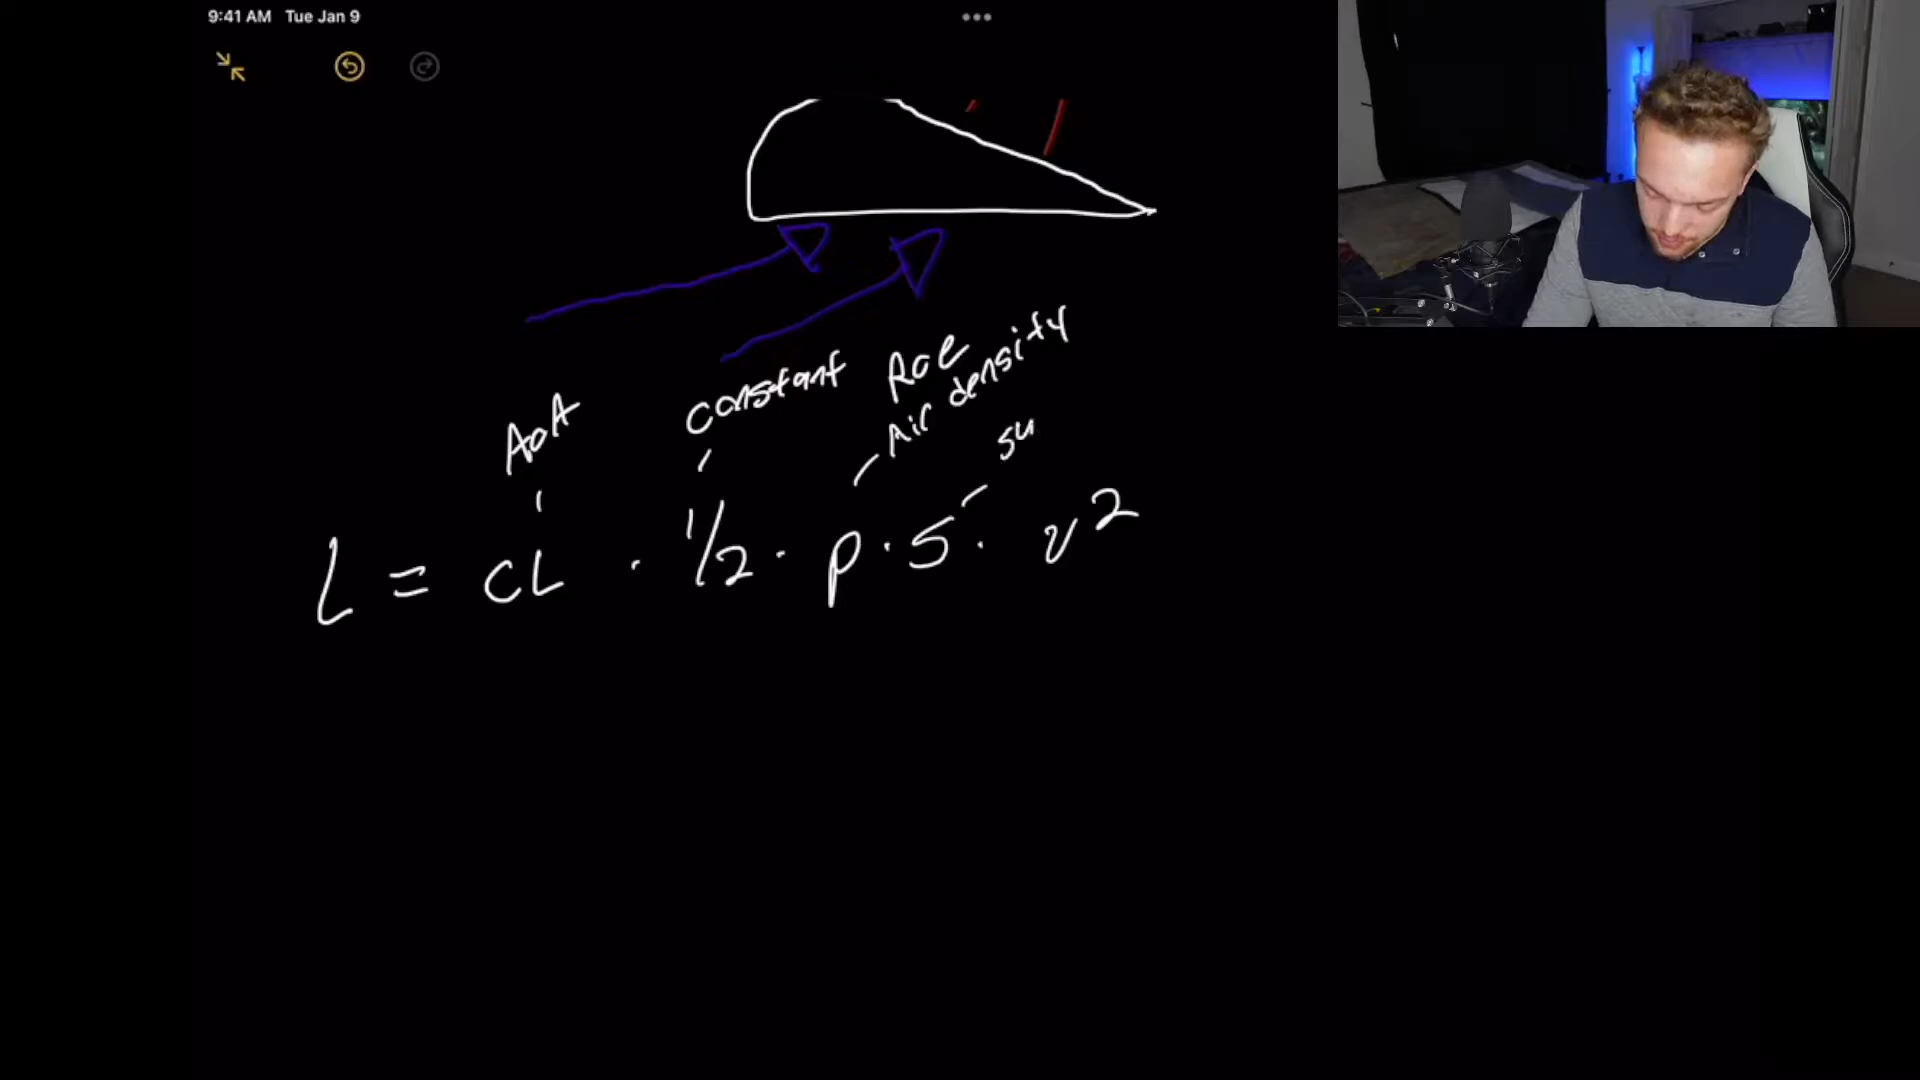 9:41 AM Tue Jan 9
AoA
constant
Roe
Air density
su
L = CL · 1/2 · p · S · v²